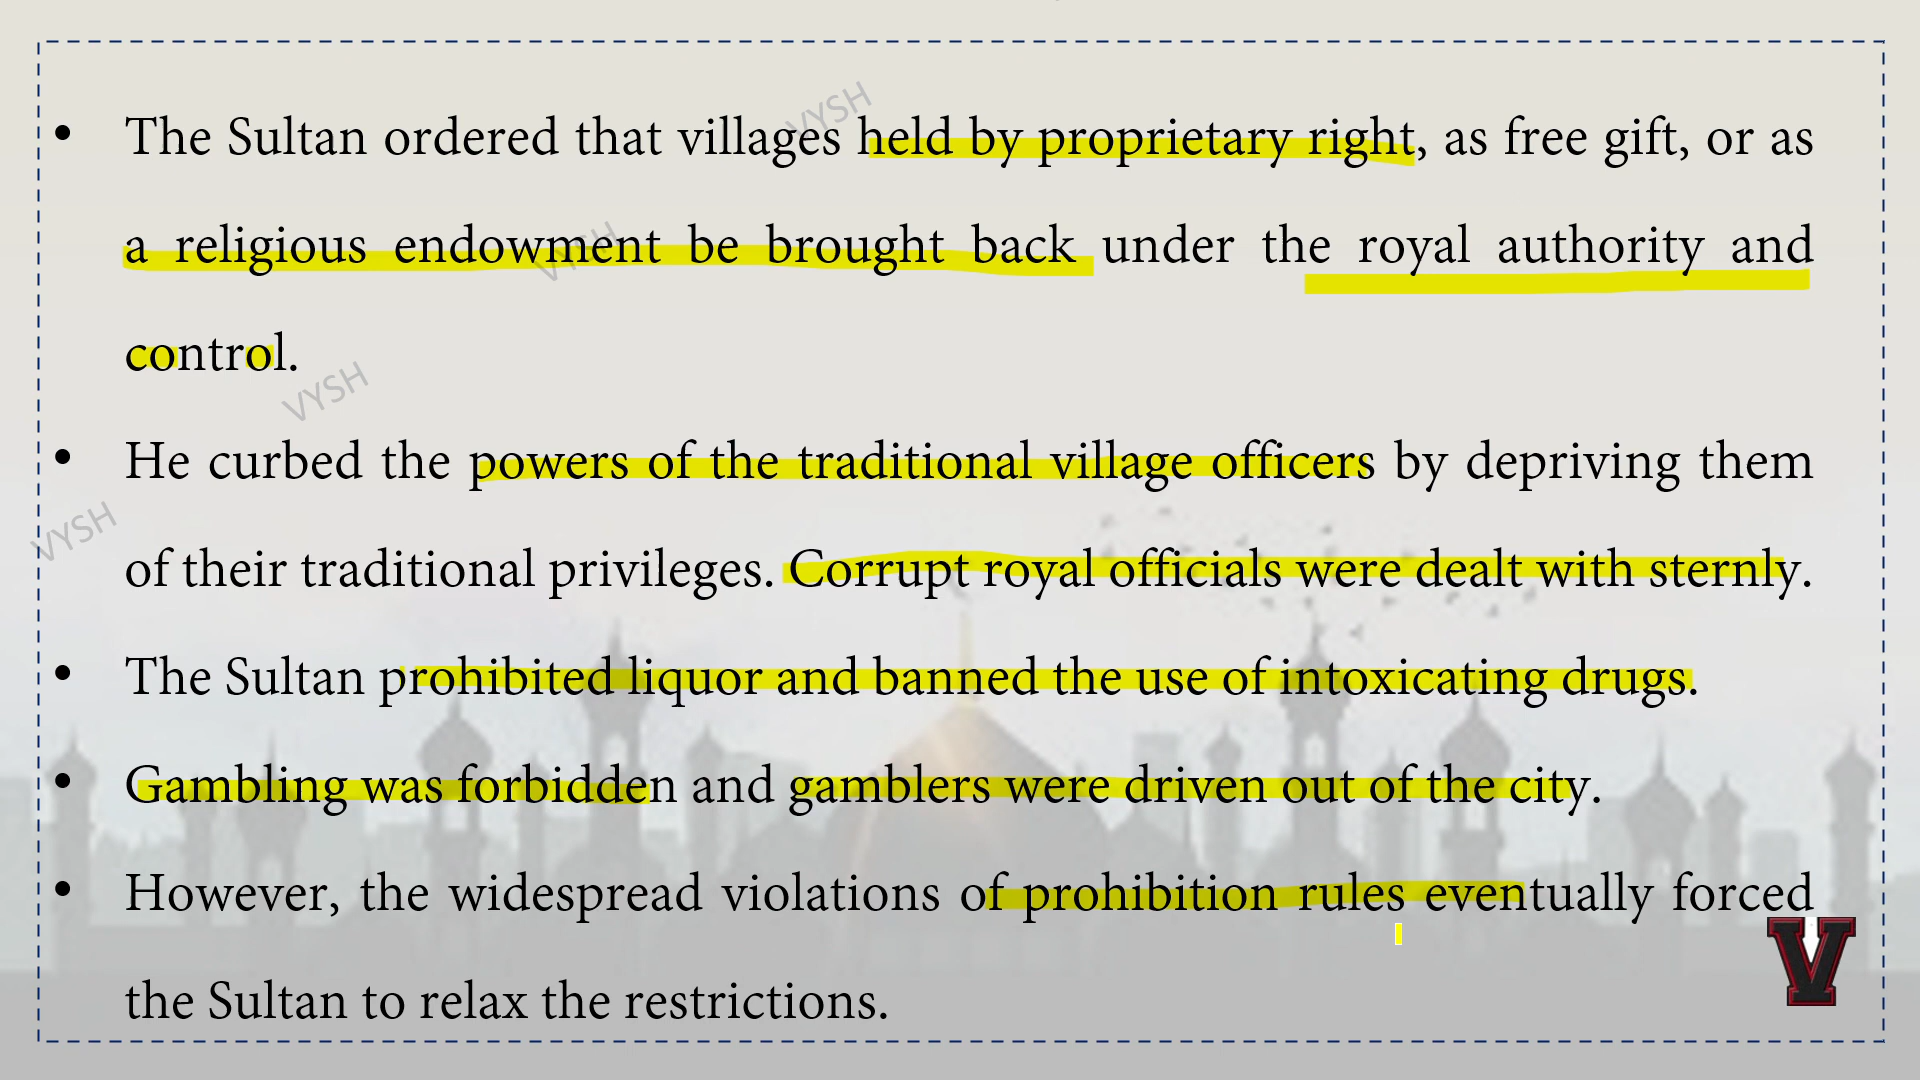 VYSH
• The Sultan ordered that villages held by proprietary right, as free gift, or as
a religious endowment be brought back under the royal authority and
VYSH
control.
VYSH
• He curbed the powers of the traditional village officers by depriving them
VYSH
of their traditional privileges. Corrupt royal officials were dealt with sternly.
• The Sultan prohibited liquor and banned the use of intoxicating drugs.
• Gambling was forbidden and gamblers were driven out of the city.
• However, the widespread violations of prohibition rules eventually forced
V
the Sultan to relax the restrictions.